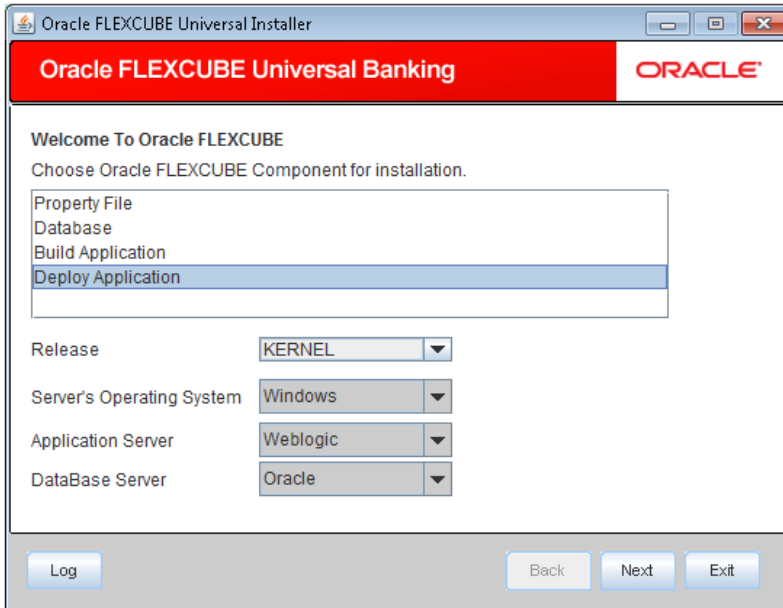 Oracle FLEXCUBE Universal Installer
Oracle FLEXCUBE Universal Banking
ORACLE
Welcome To Oracle FLEXCUBE
Choose Oracle FLEXCUBE Component for installation.
Property File
Database
Build Application
Deploy Application
Release KERNEL
Server's Operating System Windows
Application Server Weblogic
DataBase Server Oracle
Log Back Next Exit